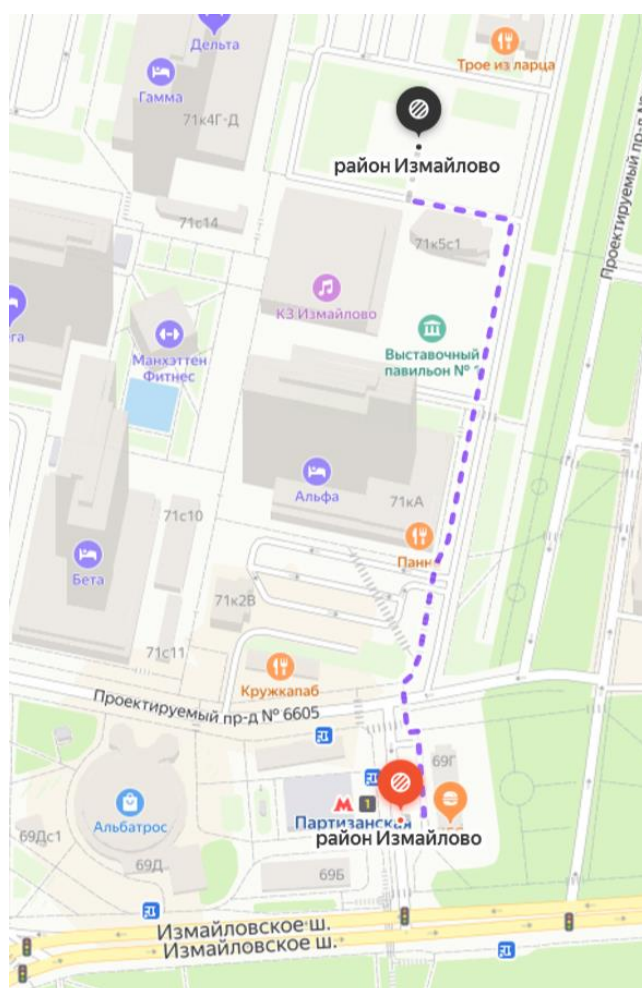 Дельта
Трое из ларца
Гамма
71к4Г-Д
район Измайлово
Проектируемый пр-д №
71с14
71к5с1
КЗ Измайлово
Манхэттен
Фитнес
Выставочный
павильон №
Альфа
71кА
71с10
Бета
71к2В
71с11
Кружкапаб
Проектируемый пр-д № 6605
69Г
1
Партизанская
район Измайлово
Альбатрос
69Дс1
69Д
69Б
Измайловское ш.
Измайловское ш.